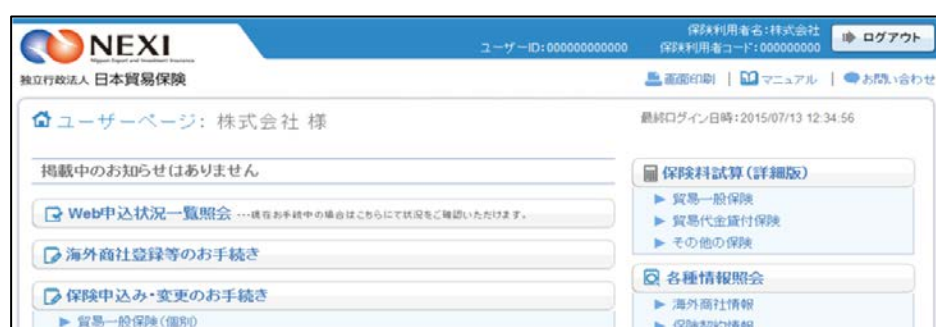 NEXI
Nippon Export and Investment Insurance
独立行政法人 日本貿易保険
ユーザーID:000000000000
保険利用者名:株式会社
保険利用者コード:000000000
ログアウト
画面印刷 | マニュアル | お問い合わせ
ユーザーページ: 株式会社 様
最終ログイン日時:2015/07/13 12:34:56
掲載中のお知らせはありません
Web申込状況一覧照会 …現在お手続中の場合はこちらにて状況をご確認いただけます。
海外商社登録等のお手続き
保険申込み・変更のお手続き
貿易一般保険(個別)
保険料試算(詳細版)
貿易一般保険
貿易代金貸付保険
その他の保険
各種情報照会
海外商社情報
保険契約情報